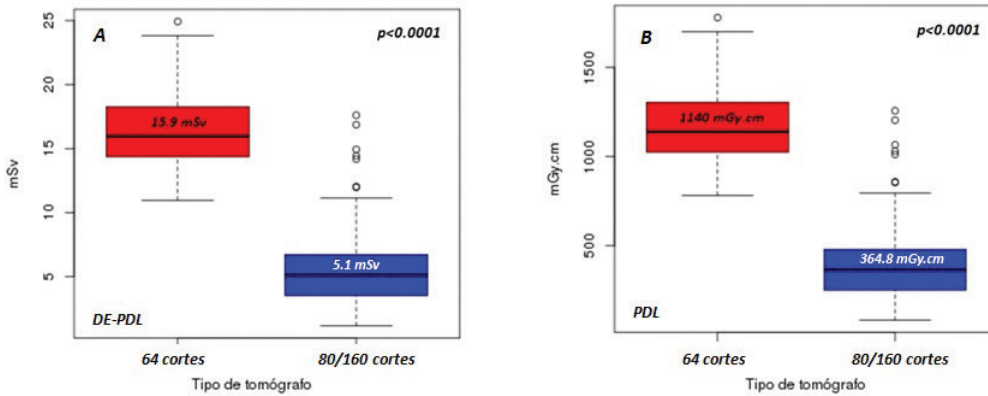 A
p<0.0001
mSv
25
20
15
10
5
15.9 mSv
5.1 mSv
DE-PDL
64 cortes
80/160 cortes
Tipo de tomógrafo
B
p<0.0001
mGy.cm
1500
1000
500
1140 mGy.cm
364.8 mGy.cm
PDL
64 cortes
80/160 cortes
Tipo de tomógrafo